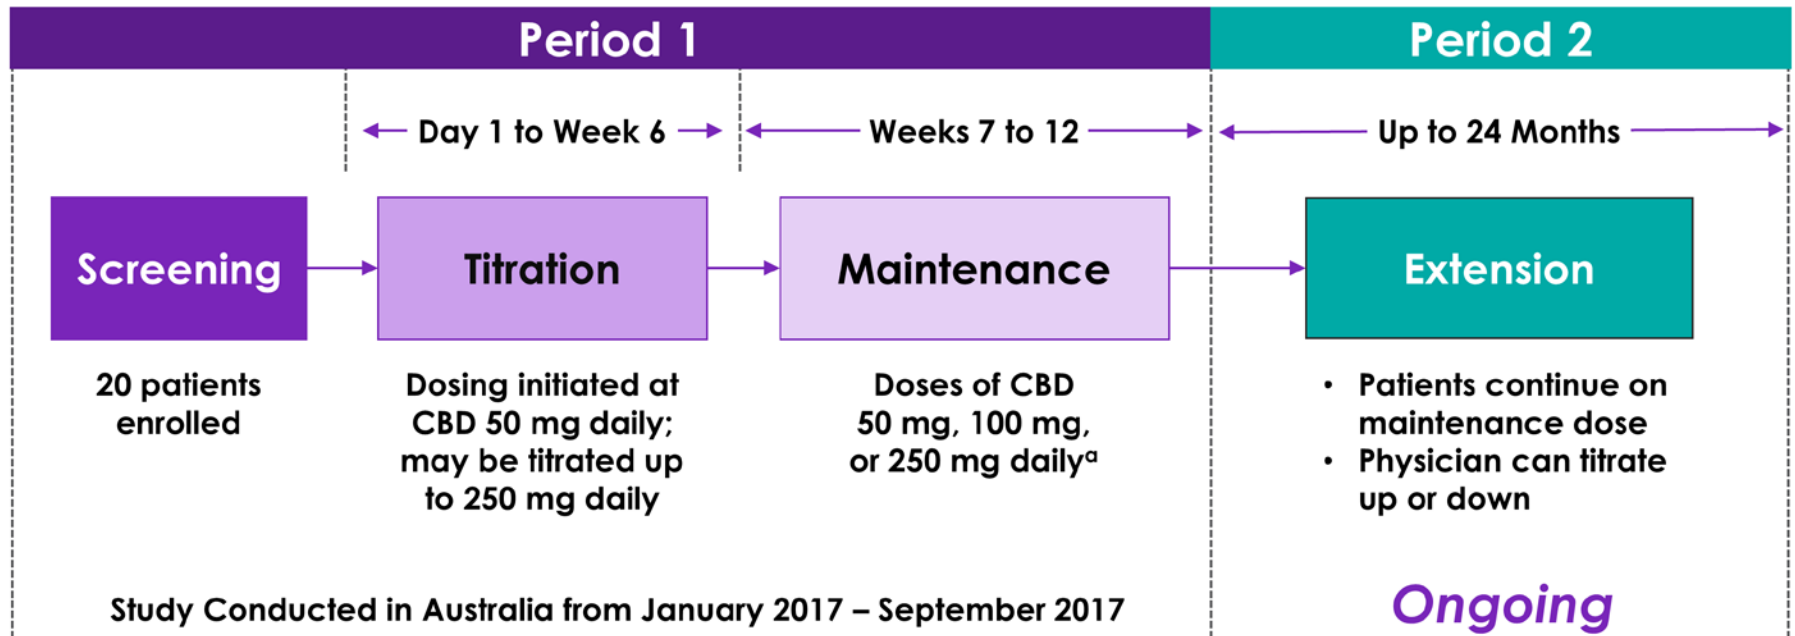 Period 1
Period 2
Day 1 to Week 6
Weeks 7 to 12
Up to 24 Months
Screening
Titration
Maintenance
Extension
20 patients
enrolled
Dosing initiated at
CBD 50 mg daily;
may be titrated up
to 250 mg daily
Doses of CBD
50 mg, 100 mg,
or 250 mg dailyᵃ
• Patients continue on
maintenance dose
• Physician can titrate
up or down
Study Conducted in Australia from January 2017 – September 2017
Ongoing